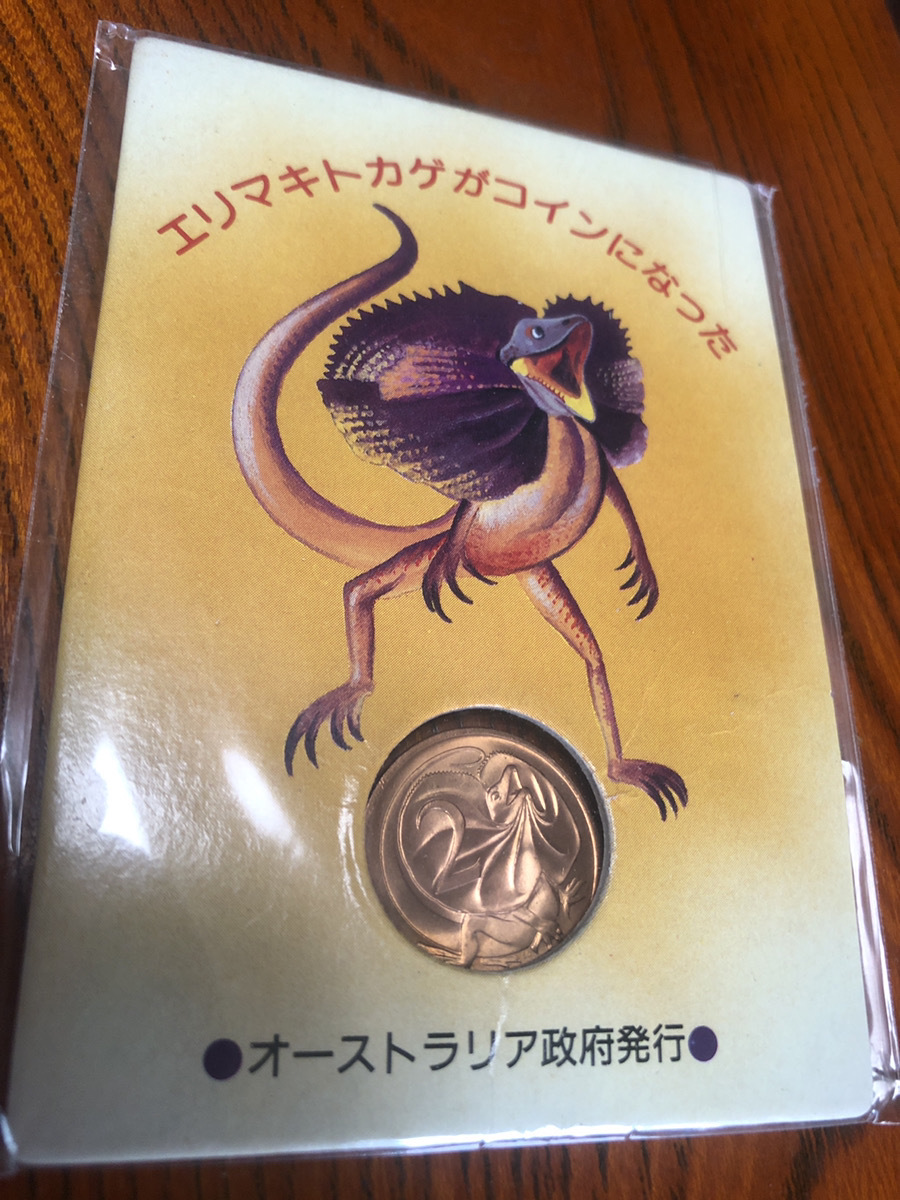 エリマキトカゲがコインになった
2
●オーストラリア政府発行●